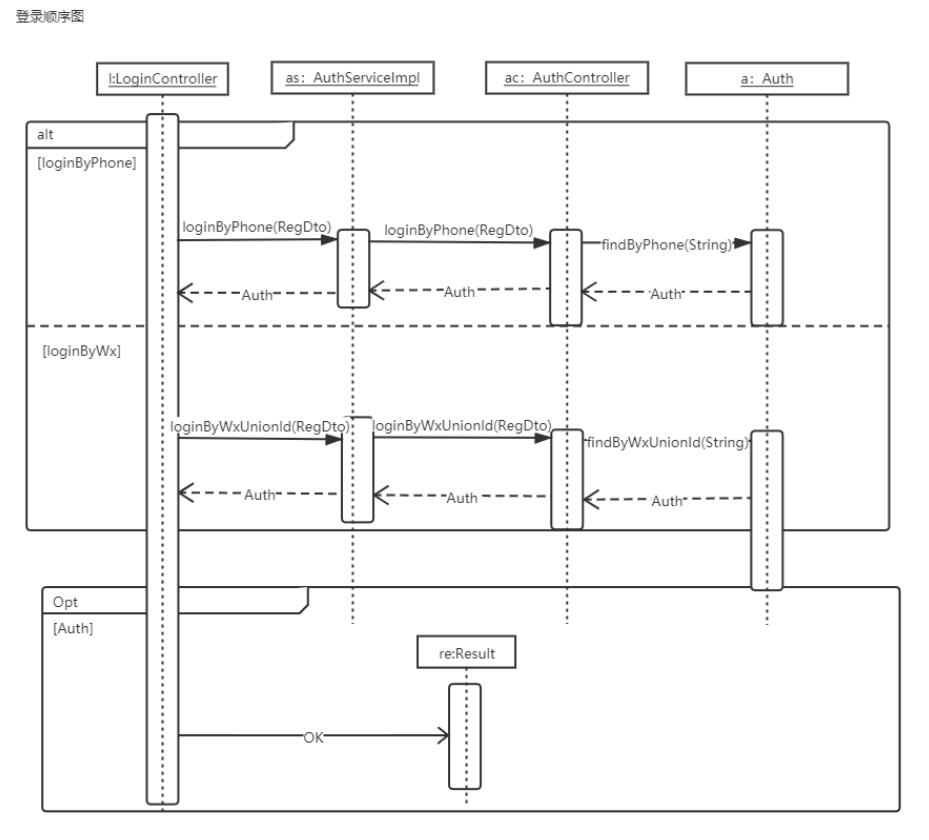 登录顺序图
l:LoginController
as：AuthServiceImpl
ac：AuthController
a：Auth
alt
[loginByPhone]
loginByPhone(RegDto)
loginByPhone(RegDto)
findByPhone(String)
Auth
Auth
Auth
[loginByWx]
loginByWxUnionId(RegDto)
loginByWxUnionId(RegDto)
findByWxUnionId(String)
Auth
Auth
Auth
Opt
[Auth]
re:Result
OK